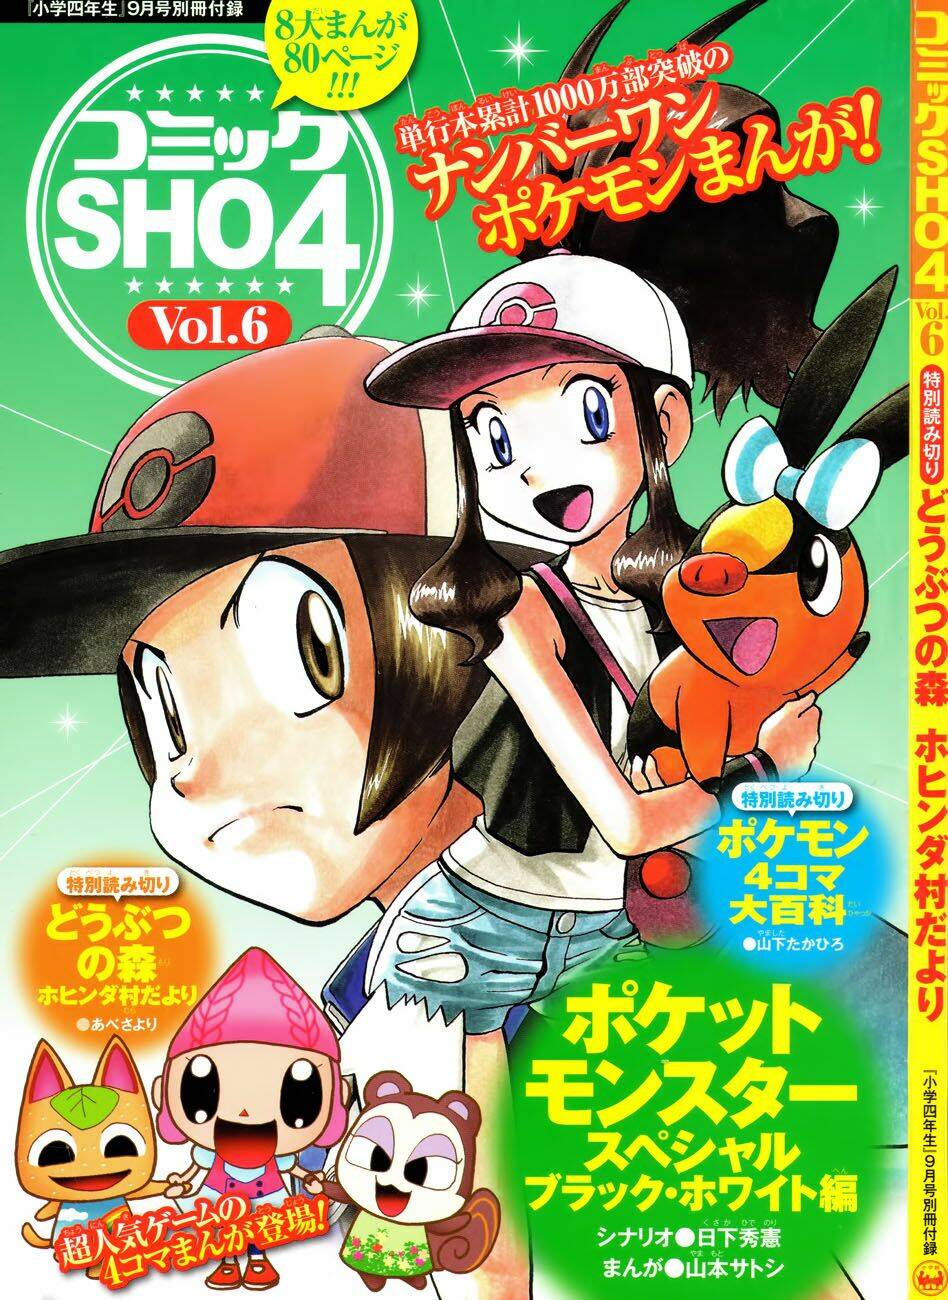 『小学四年生』9月号別冊付録
8大まんが
80ページ
!!!
コミック
SHO4
Vol.6
単行本累計1000万部突破の
ナンバーワン
ポケモンまんが!
特別読み切り
ポケモン
4コマ
大百科
●山下たかひろ
特別読み切り
どうぶつ
の森
ホヒンダ村だより
●あべさより
超人気ゲームの
4コままんが登場!
ポケット
モンスター
スペシャル
ブラック・ホワイト編
シナリオ●日下秀憲
まんが●山本サトシ
コミックSHO4 Vol.6 特別読み切り どうぶつの森 ホヒンダ村だより 『小学四年生』9月号別冊付録